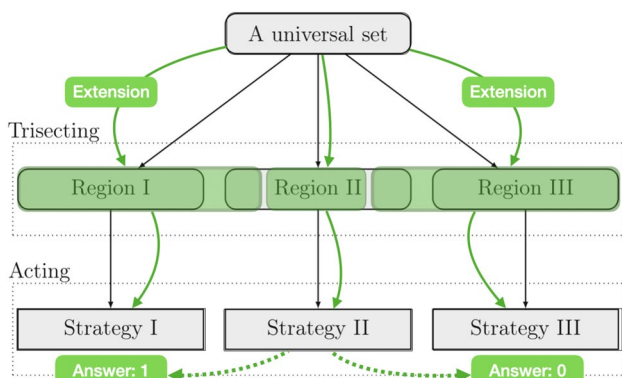 A universal set
Extension Extension
Trisecting
Region I Region II Region III
Acting
Strategy I Strategy II Strategy III
Answer: 1 Answer: 0